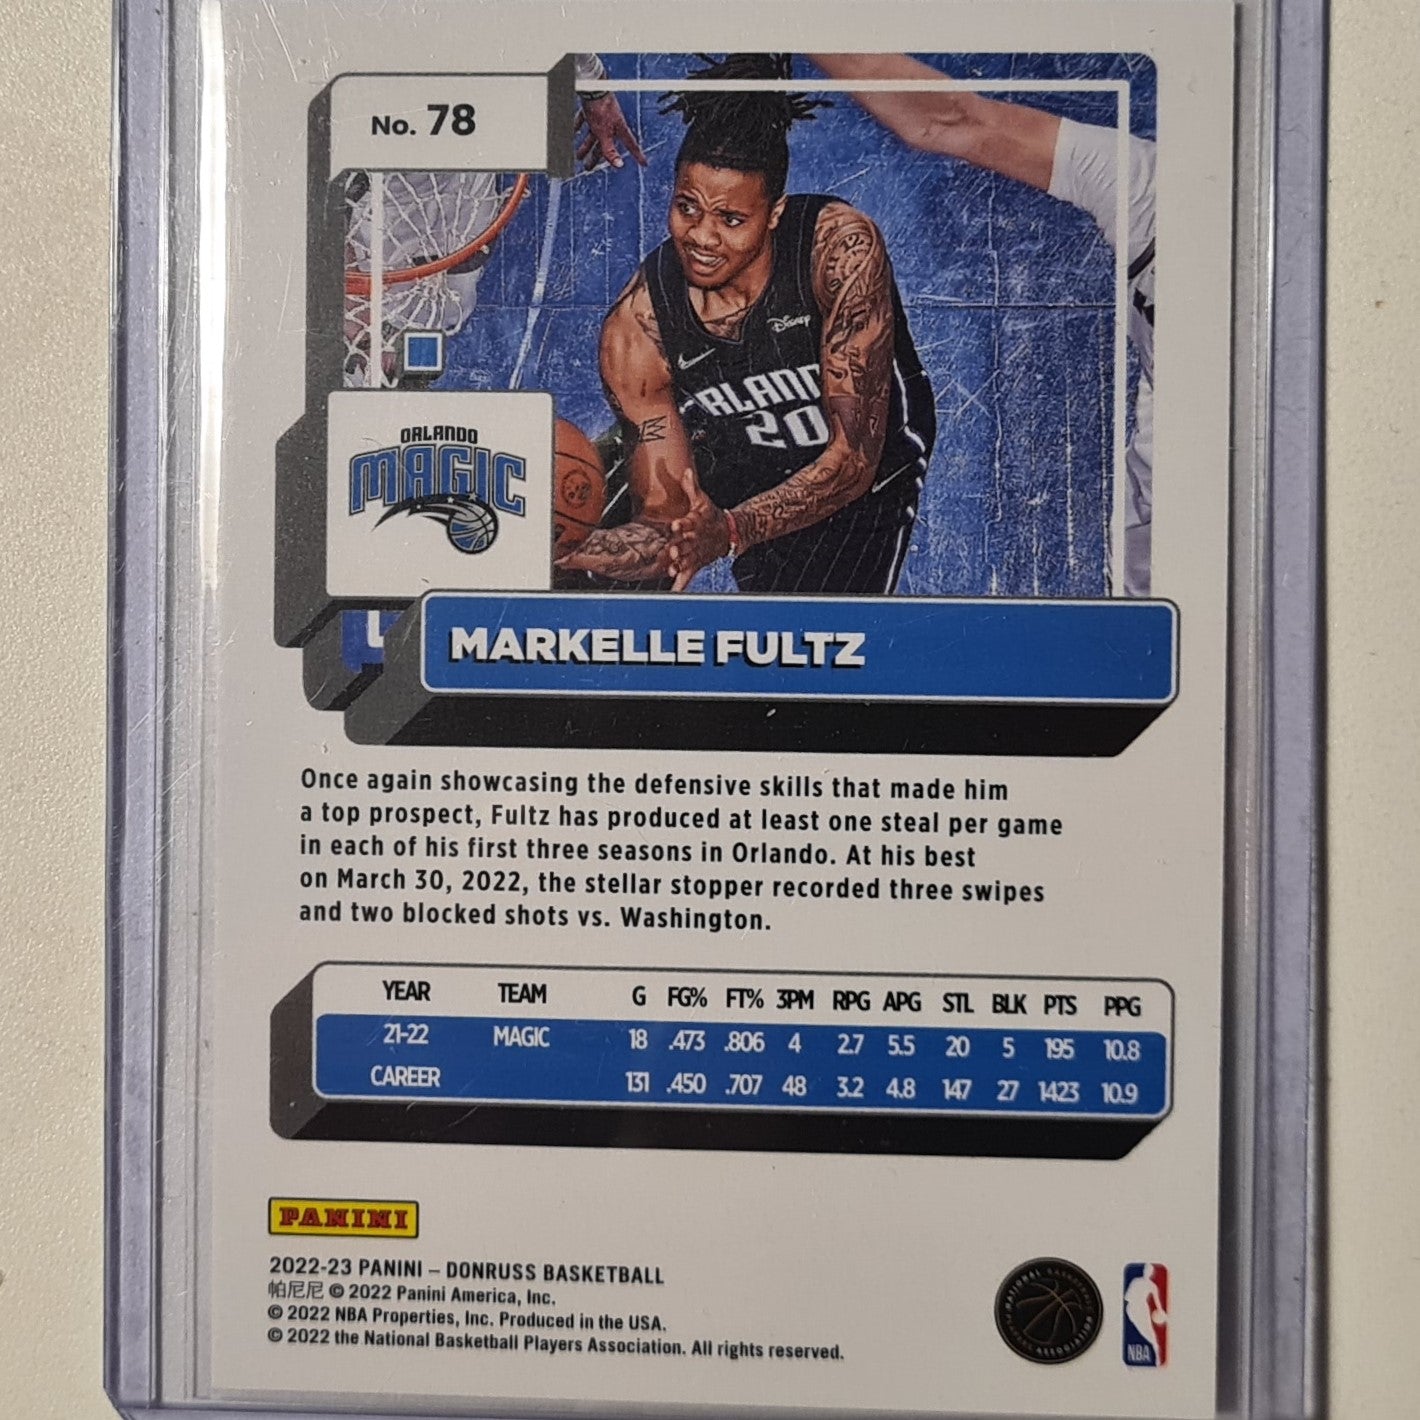 No. 78
Disney
ORLAND
20
ORLANDO
MAGIC
MARKELLE FULTZ
Once again showcasing the defensive skills that made him
a top prospect, Fultz has produced at least one steal per game
in each of his first three seasons in Orlando. At his best
on March 30, 2022, the stellar stopper recorded three swipes
and two blocked shots vs. Washington.
YEAR TEAM G FG% FT% 3PM RPG APG STL BLK PTS PPG
21-22 MAGIC 18 .473 .806 4 2.7 5.5 20 5 195 10.8
CAREER 131 .450 .707 48 3.2 4.8 147 27 1423 10.9
PANINI
2022-23 PANINI – DONRUSS BASKETBALL
帕尼尼 © 2022 Panini America, Inc.
© 2022 NBA Properties, Inc. Produced in the USA.
© 2022 the National Basketball Players Association. All rights reserved.
NATIONAL BASKETBALL PLAYERS ASSOCIATION
NBA